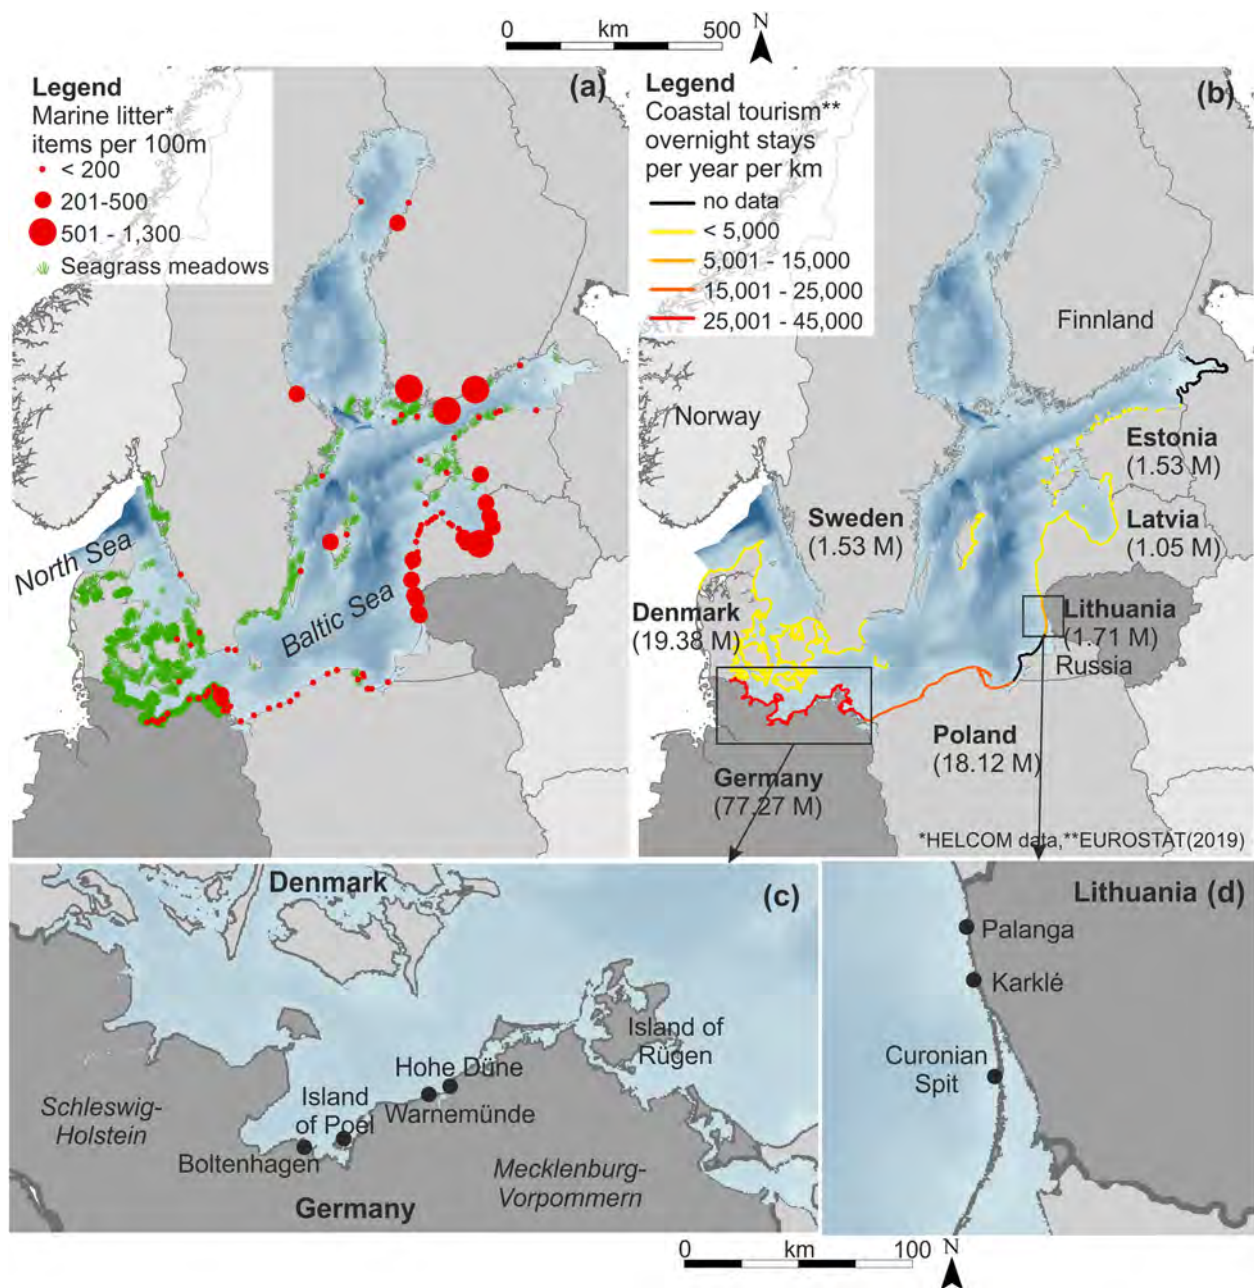 0 km 500 N
(a)
Legend
Marine litter*
items per 100m
< 200
201-500
501 - 1,300
Seagrass meadows
North Sea
Baltic Sea
(b)
Legend
Coastal tourism**
overnight stays
per year per km
no data
< 5,000
5,001 - 15,000
15,001 - 25,000
25,001 - 45,000
Finnland
Norway
Estonia
(1.53 M)
Sweden
(1.53 M)
Latvia
(1.05 M)
Denmark
(19.38 M)
Lithuania
(1.71 M)
Russia
Poland
(18.12 M)
Germany
(77.27 M)
*HELCOM data,**EUROSTAT(2019)
Denmark
(c)
Island of
Rügen
Hohe Düne
Island
of Poel
Warnemünde
Schleswig-
Holstein
Boltenhagen
Mecklenburg-
Vorpommern
Germany
Lithuania (d)
Palanga
Karklé
Curonian
Spit
0 km 100 N